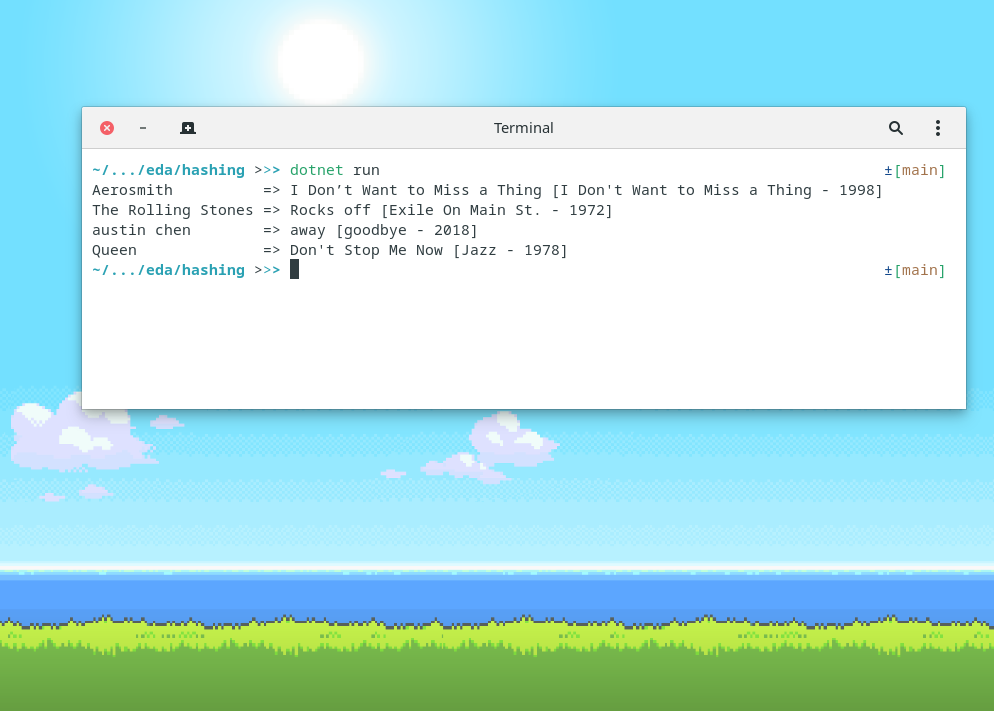 Terminal
~/.../eda/hashing >>> dotnet run ±[main]
Aerosmith => I Don’t Want to Miss a Thing [I Don't Want to Miss a Thing - 1998]
The Rolling Stones => Rocks off [Exile On Main St. - 1972]
austin chen => away [goodbye - 2018]
Queen => Don't Stop Me Now [Jazz - 1978]
~/.../eda/hashing >>> ±[main]